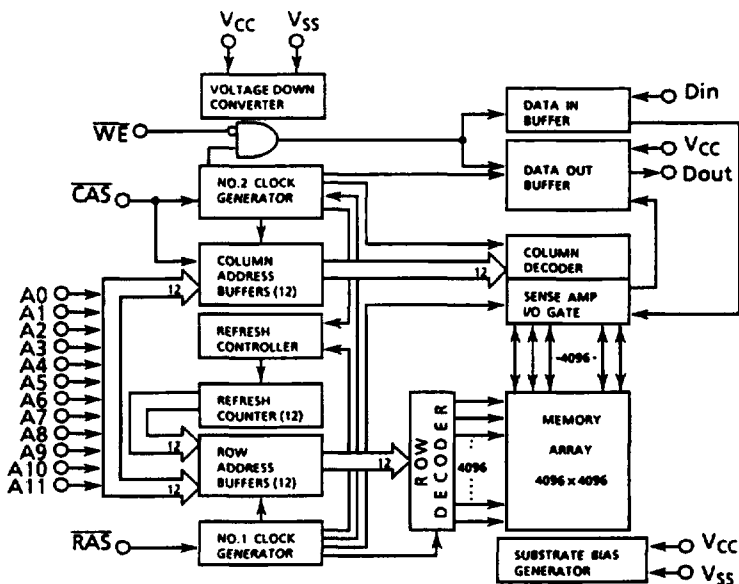 VCC VSS
VOLTAGE DOWN
CONVERTER
WE
DATA IN
BUFFER
Din
NO.2 CLOCK
GENERATOR
DATA OUT
BUFFER
VCC
Dout
CAS
COLUMN
ADDRESS
BUFFERS (12)
12
12
COLUMN
DECODER
SENSE AMP
I/O GATE
A0
A1
A2
A3
A4
A5
A6
A7
A8
A9
A10
A11
REFRESH
CONTROLLER
-4096-
REFRESH
COUNTER (12)
ROW
ADDRESS
BUFFERS (12)
12
12
ROW
DECODER
4096
MEMORY
ARRAY
4096 x 4096
RAS
NO.1 CLOCK
GENERATOR
SUBSTRATE BIAS
GENERATOR
VCC
VSS